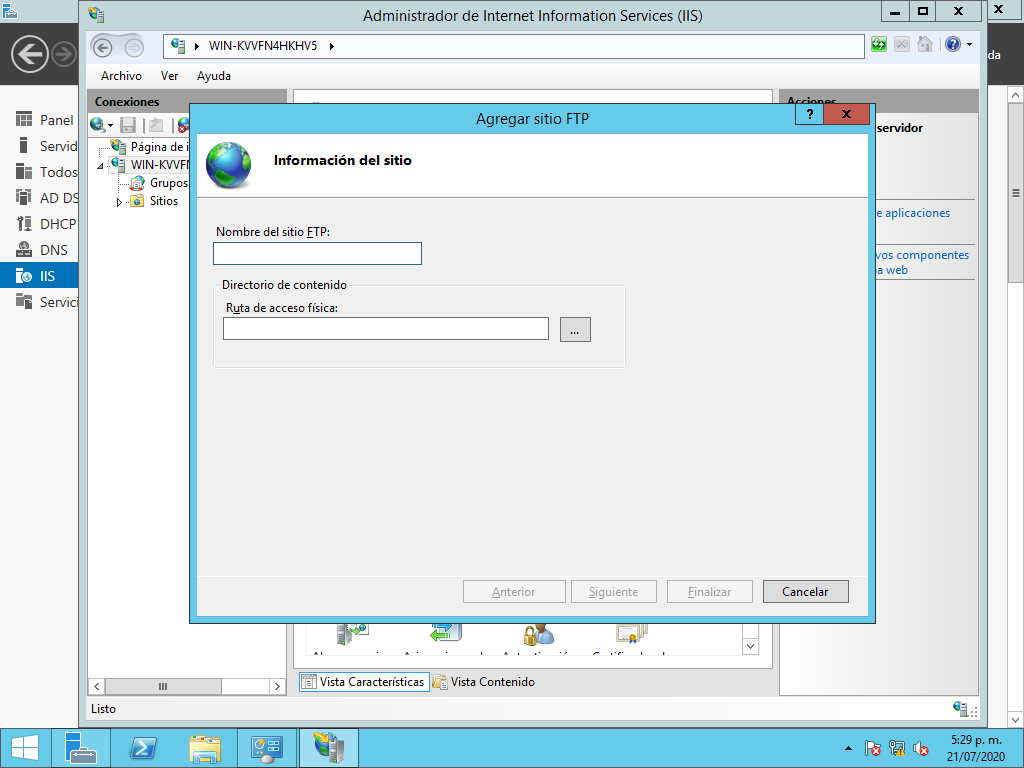 Administrador de Internet Information Services (IIS)
WIN-KVVFN4HKHV5
Archivo Ver Ayuda
da
Conexiones
Acciones
Agregar sitio FTP
?
Panel
Servid
Todos
AD DS
DHCP
DNS
IIS
Servici
Página de i
WIN-KVVFN
Grupos
Sitios
servidor
e aplicaciones
vos componentes
a web
Información del sitio
Nombre del sitio FTP:
Directorio de contenido
Ruta de acceso física:
...
Anterior Siguiente Finalizar Cancelar
Vista Características Vista Contenido
Listo
5:29 p. m.
21/07/2020